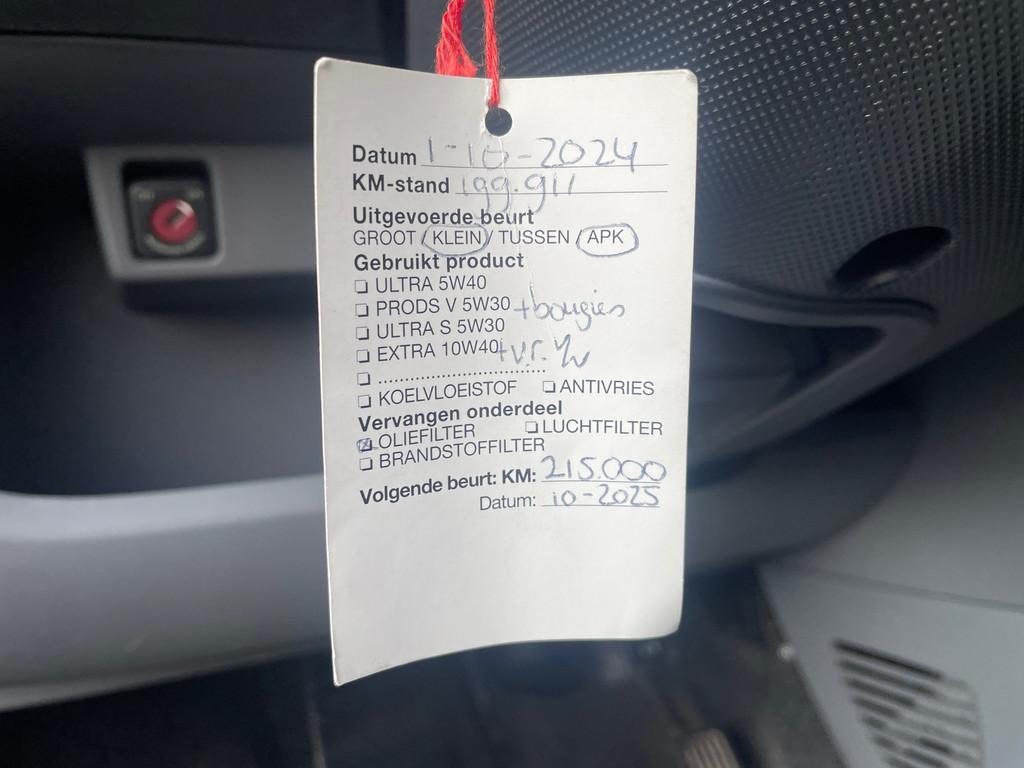 Datum 1-10-2024
KM-stand 199.911
Uitgevoerde beurt
GROOT / KLEIN / TUSSEN / APK
Gebruikt product
☐ ULTRA 5W40
☐ PRODS V 5W30 + bougies
☐ ULTRA S 5W30
☐ EXTRA 10W40 + v.r.
☐ ..............................
☐ KOELVLOEISTOF ☐ ANTIVRIES
Vervangen onderdeel
☒ OLIEFILTER ☐ LUCHTFILTER
☐ BRANDSTOFFILTER
Volgende beurt: KM: 215.000
Datum: 10-2025